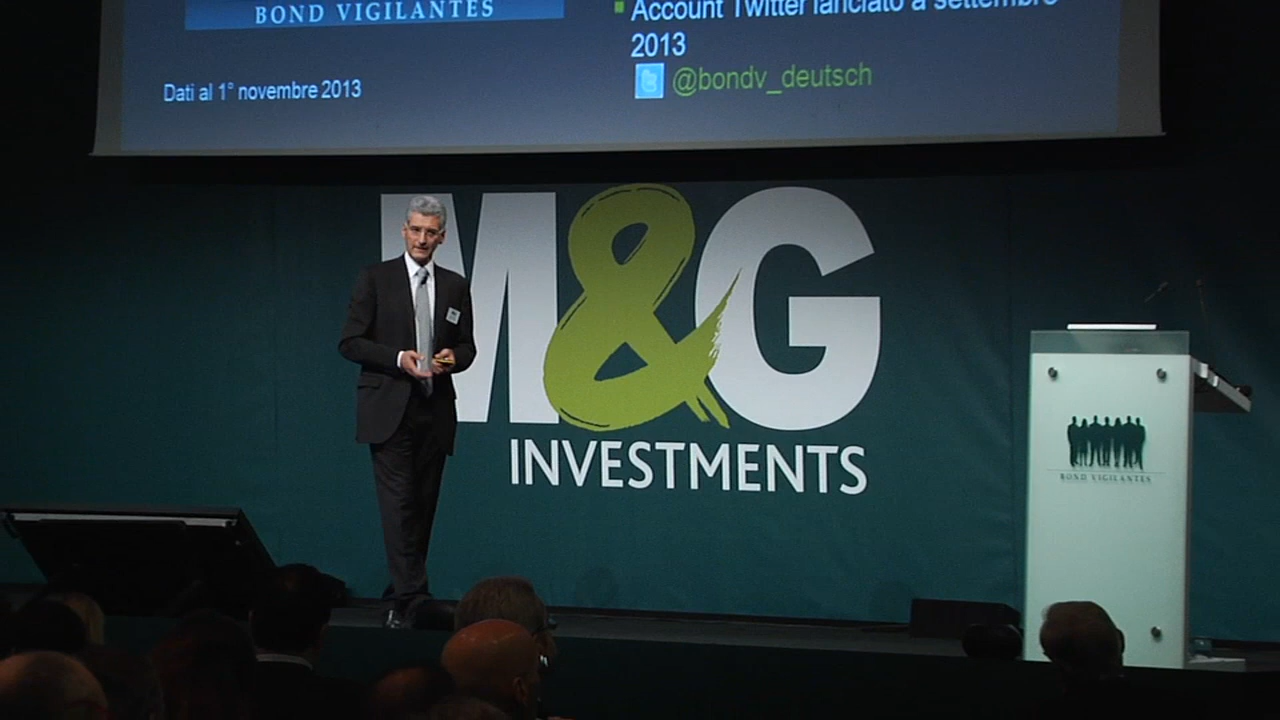 BOND VIGILANTES
Account Twitter lanciato a settembre
2013
@bondv_deutsch
Dati al 1° novembre 2013
M&G
INVESTMENTS
BOND VIGILANTES